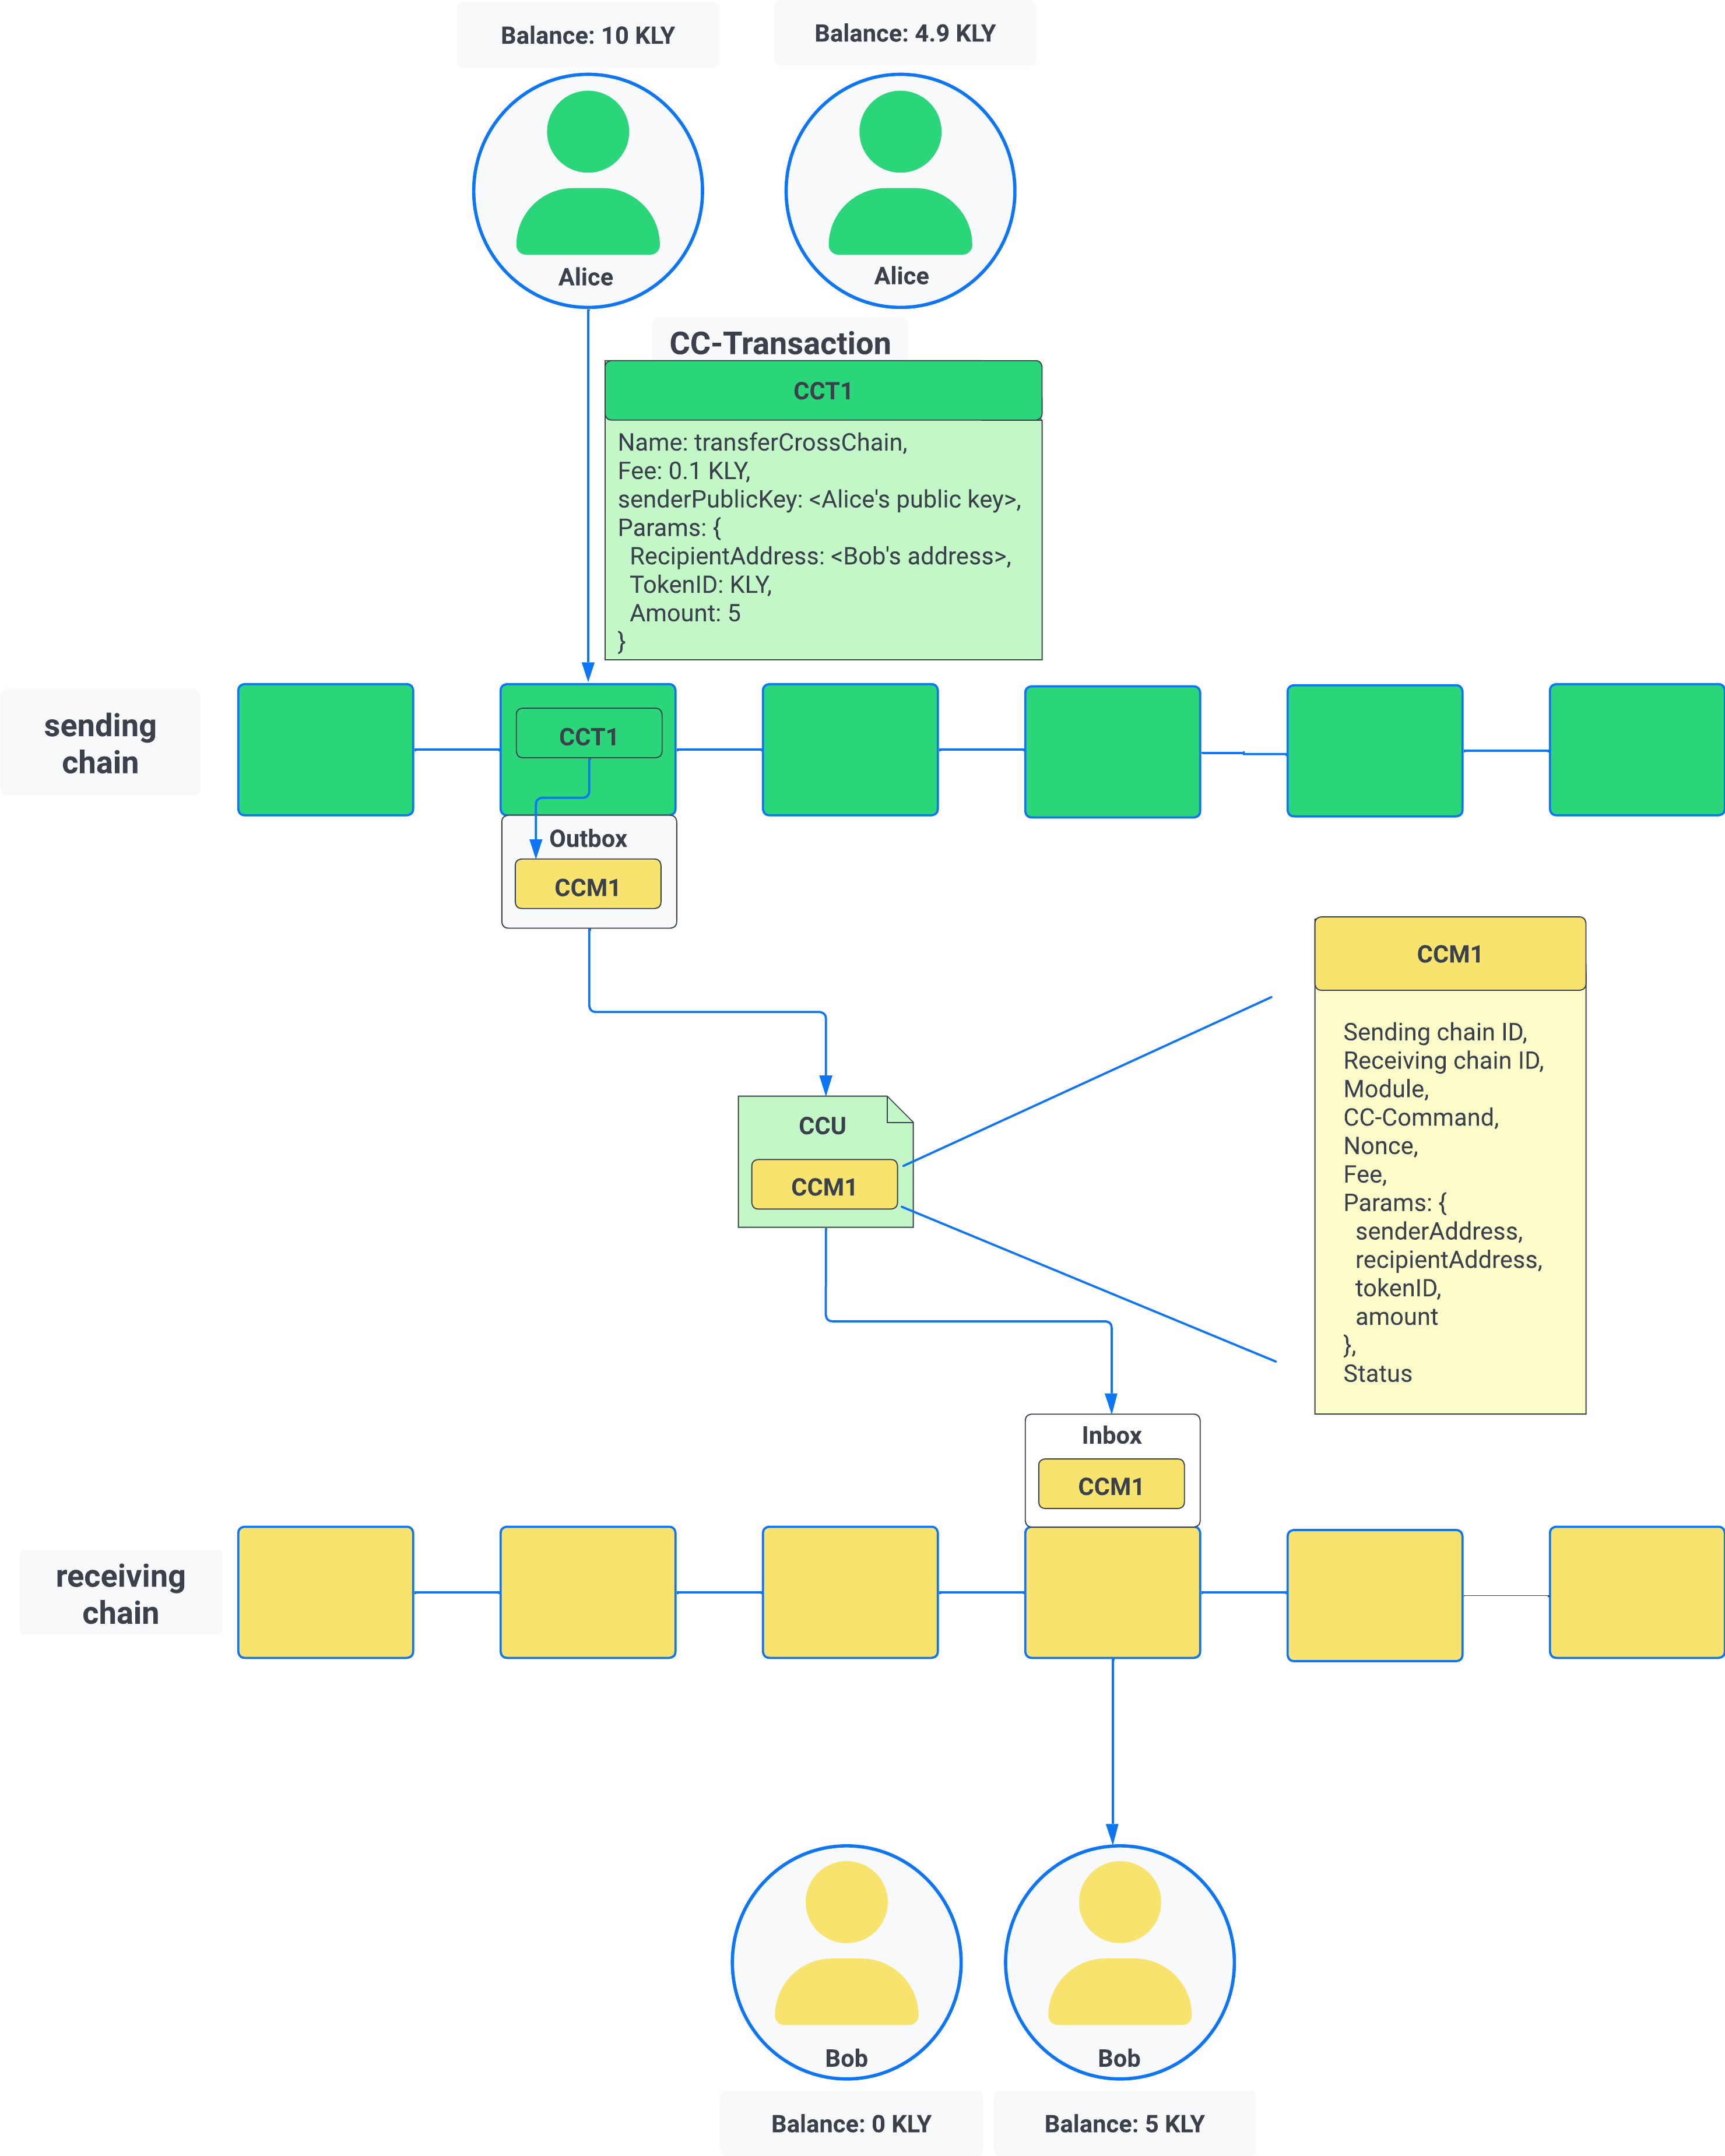 Balance: 10 KLY
Balance: 4.9 KLY
Alice
Alice
CC-Transaction
CCT1
Name: transferCrossChain,
Fee: 0.1 KLY,
senderPublicKey: <Alice's public key>,
Params: {
RecipientAddress: <Bob's address>,
TokenID: KLY,
Amount: 5
}
sending
chain
CCT1
Outbox
CCM1
CCM1
Sending chain ID,
Receiving chain ID,
Module,
CC-Command,
Nonce,
Fee,
Params: {
senderAddress,
recipientAddress,
tokenID,
amount
},
Status
CCU
CCM1
Inbox
CCM1
receiving
chain
Bob
Bob
Balance: 0 KLY
Balance: 5 KLY